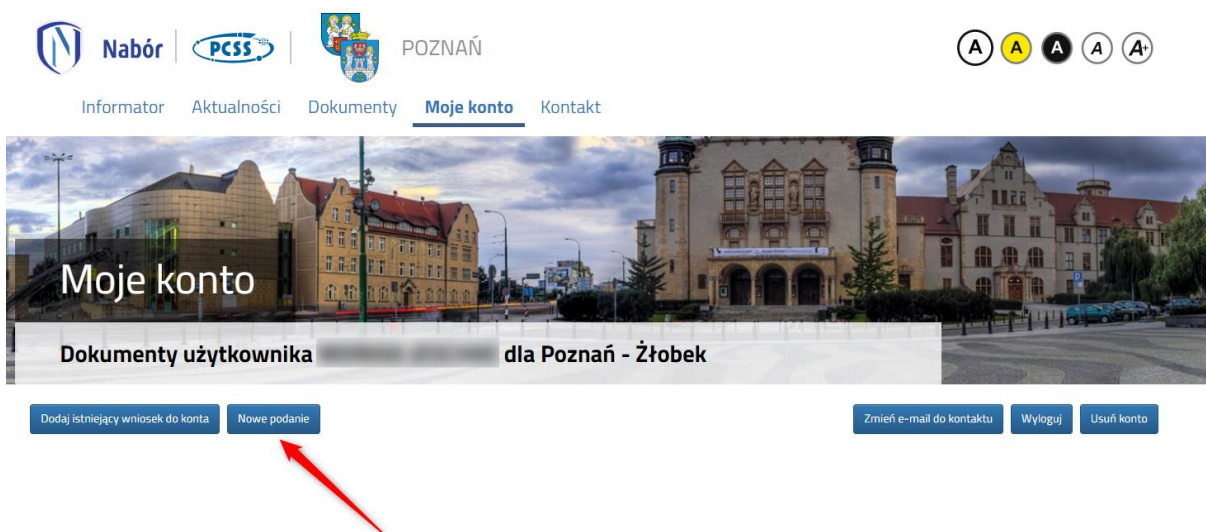 Nabór PCSS POZNAŃ A A A A A+
Informator Aktualności Dokumenty Moje konto Kontakt
Moje konto
Dokumenty użytkownika dla Poznań - Żłobek
Dodaj istniejący wniosek do konta Nowe podanie Zmień e-mail do kontaktu Wyloguj Usuń konto